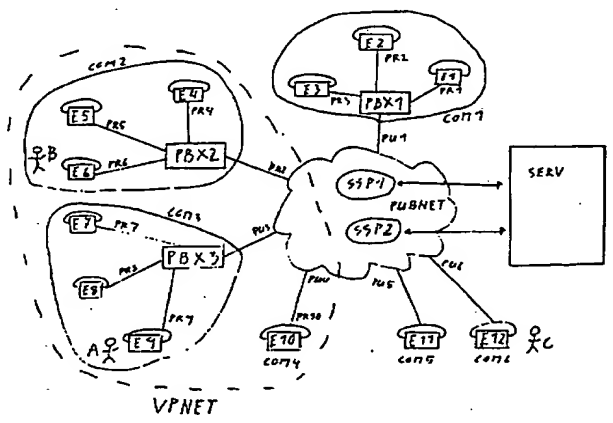 E2
PR2
E3
E1
PR3
PBX1
PR1
COM1
COM2
E4
PR4
E5
PR5
B
PBX2
E6
PR6
PU1
SSP1
PUBNET
SSP2
SERV
COM3
E7
PR7
PU3
PBX3
E8
PR8
PR9
A
E9
PU4
PR10
E10
COM4
PU5
E11
COM5
PU6
E12
COM6
C
VPNET